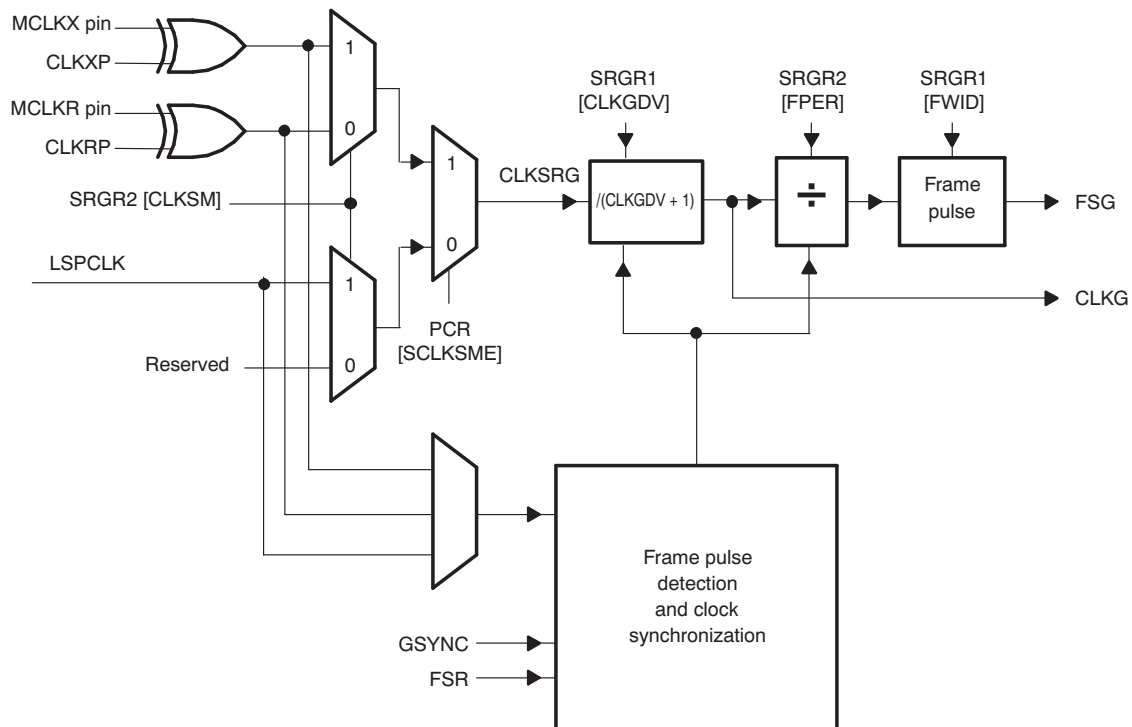 MCLKX pin
CLKXP
MCLKR pin
CLKRP
1
0
SRGR2 [CLKSM]
LSPCLK
1
0
Reserved
1
0
PCR
[SCLKSME]
CLKSRG
SRGR1
[CLKGDV]
/(CLKGDV + 1)
SRGR2
[FPER]
÷
SRGR1
[FWID]
Frame
pulse
FSG
CLKG
Frame pulse
detection
and clock
synchronization
GSYNC
FSR